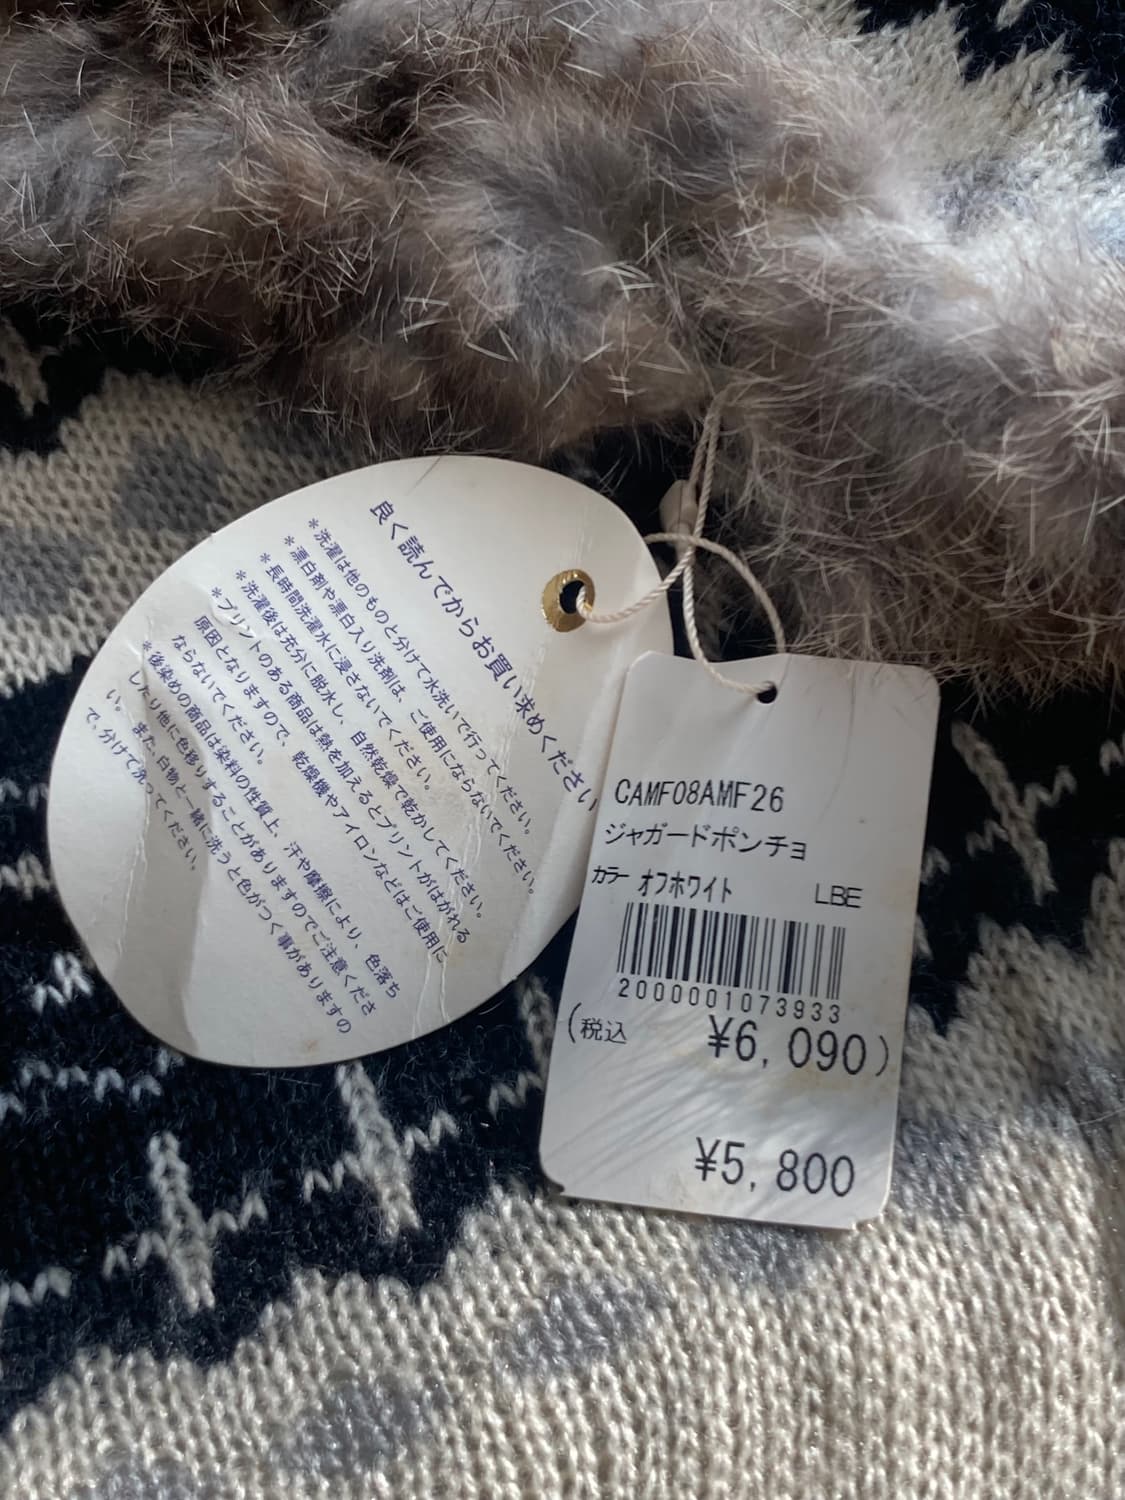 良く読んでからお買い求めください
※洗濯は他のものと分けて水洗いで行ってください。
※漂白剤や漂白入り洗剤は、ご使用にならないでください。
※長時間洗濯水に浸さないでください。
※洗濯後は充分に脱水し、自然乾燥で乾かしてください。
※プリントのある商品は熱を加えるとプリントがはがれる
原因となりますので、乾燥機やアイロンなどはご使用に
ならないでください。
※後染めの商品は染料の性質上、汗や摩擦により、色落ち
したり他に色移りすることがありますのでご注意くださ
い。また、白物と一緒に洗うと色がつく事がありますの
で、分けて洗ってください。
CAMF08AMF26
ジャガードポンチョ
カラー オフホワイト LBE
2000001073933
(税込 ¥6,090)
¥5,800